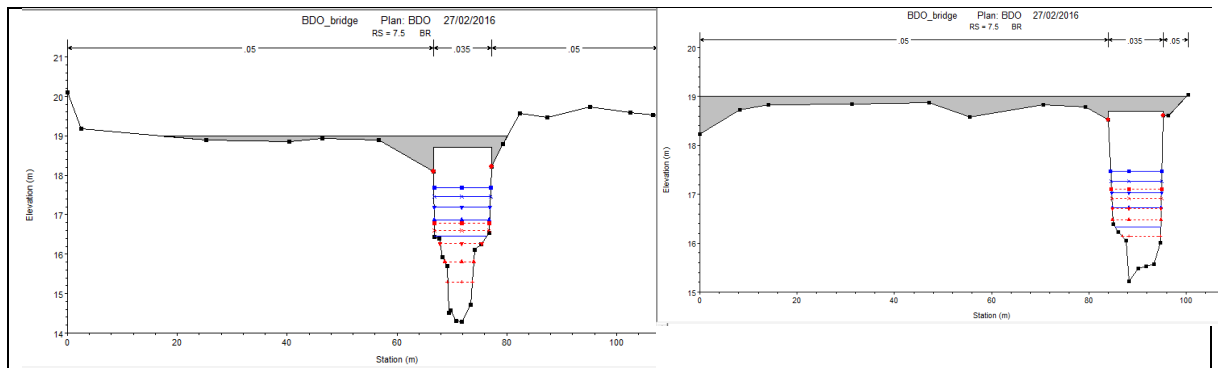 BDO_bridge Plan: BDO 27/02/2016
RS = 7.5 BR
.05 .035 .05
21
20
19
18
17
16
15
14
Elevation (m)
0 20 40 60 80 100
Station (m)
BDO_bridge Plan: BDO 27/02/2016
RS = 7.5 BR
.05 .035 .05
20
19
18
17
16
15
Elevation (m)
0 20 40 60 80 100
Station (m)